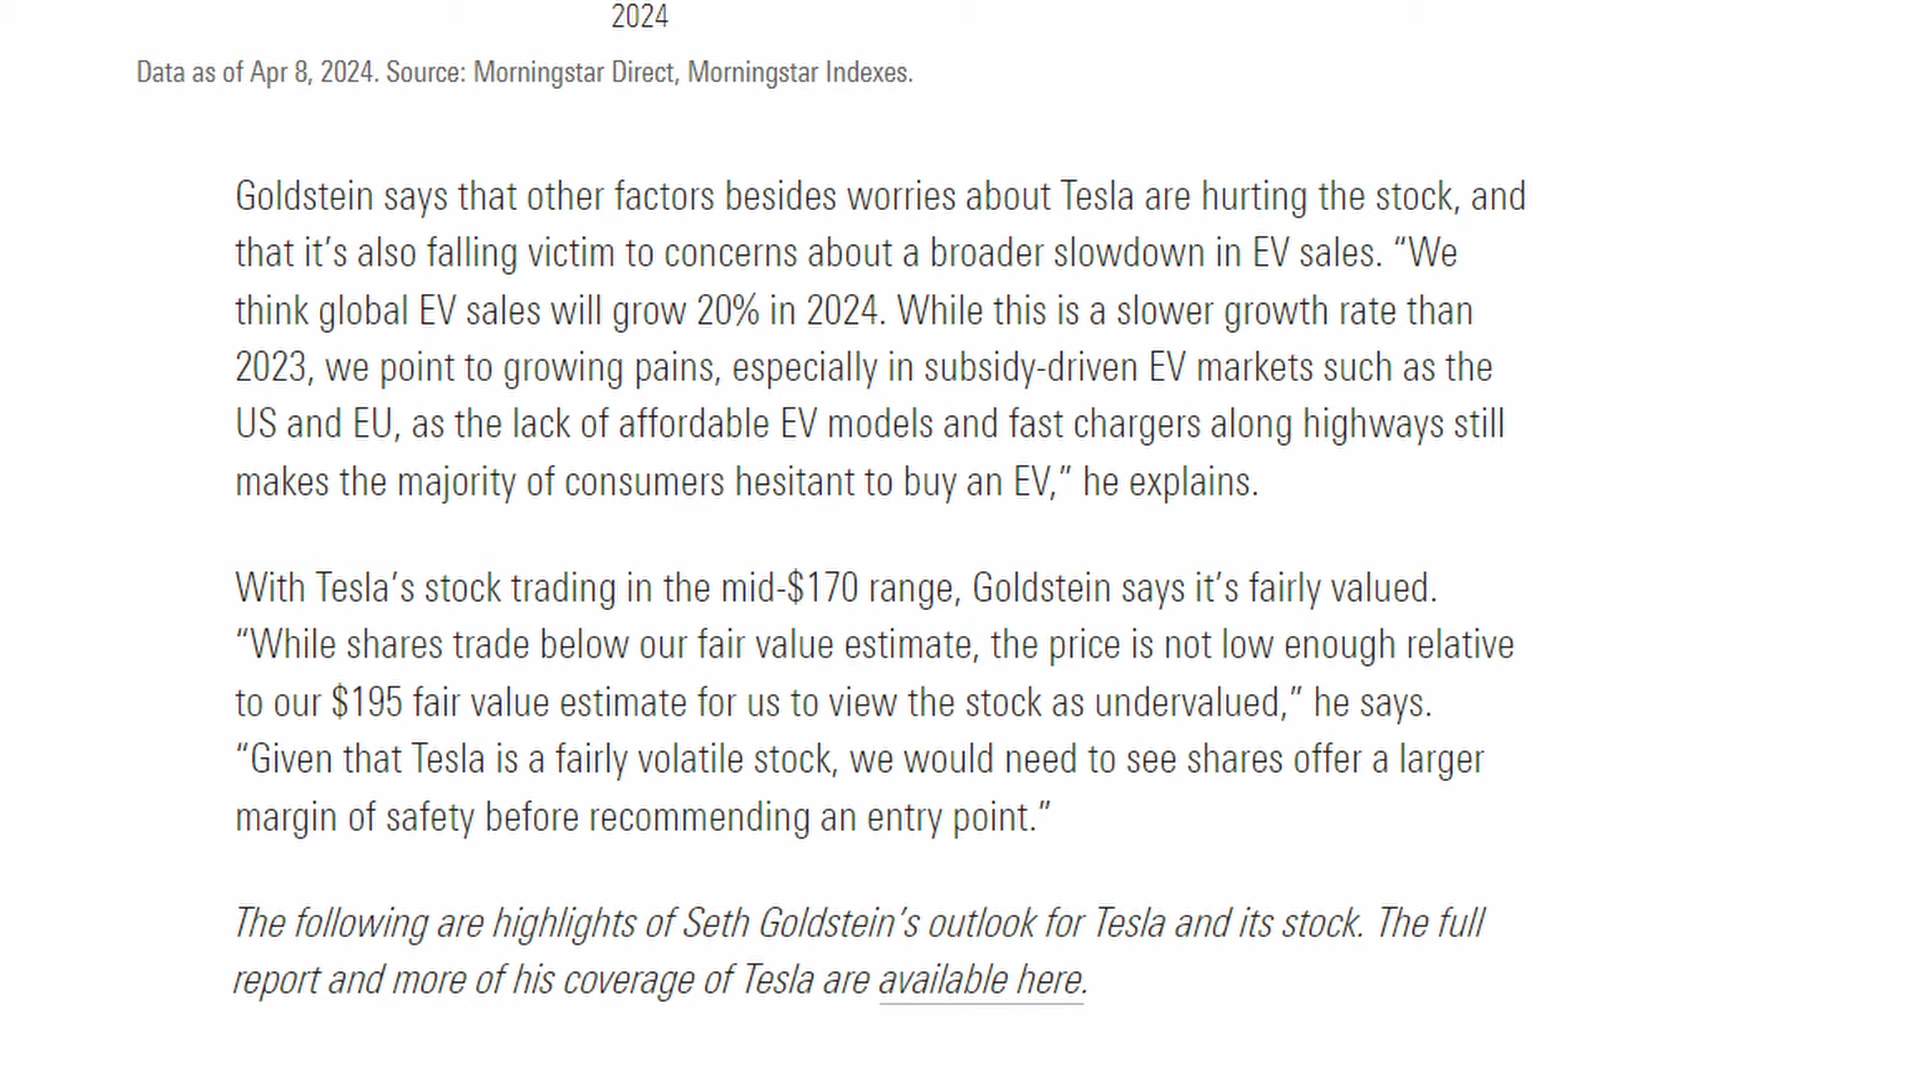 2024
Data as of Apr 8, 2024. Source: Morningstar Direct, Morningstar Indexes.
Goldstein says that other factors besides worries about Tesla are hurting the stock, and
that it’s also falling victim to concerns about a broader slowdown in EV sales. “We
think global EV sales will grow 20% in 2024. While this is a slower growth rate than
2023, we point to growing pains, especially in subsidy-driven EV markets such as the
US and EU, as the lack of affordable EV models and fast chargers along highways still
makes the majority of consumers hesitant to buy an EV,” he explains.
With Tesla’s stock trading in the mid-$170 range, Goldstein says it’s fairly valued.
“While shares trade below our fair value estimate, the price is not low enough relative
to our $195 fair value estimate for us to view the stock as undervalued,” he says.
“Given that Tesla is a fairly volatile stock, we would need to see shares offer a larger
margin of safety before recommending an entry point.”
The following are highlights of Seth Goldstein’s outlook for Tesla and its stock. The full
report and more of his coverage of Tesla are available here.